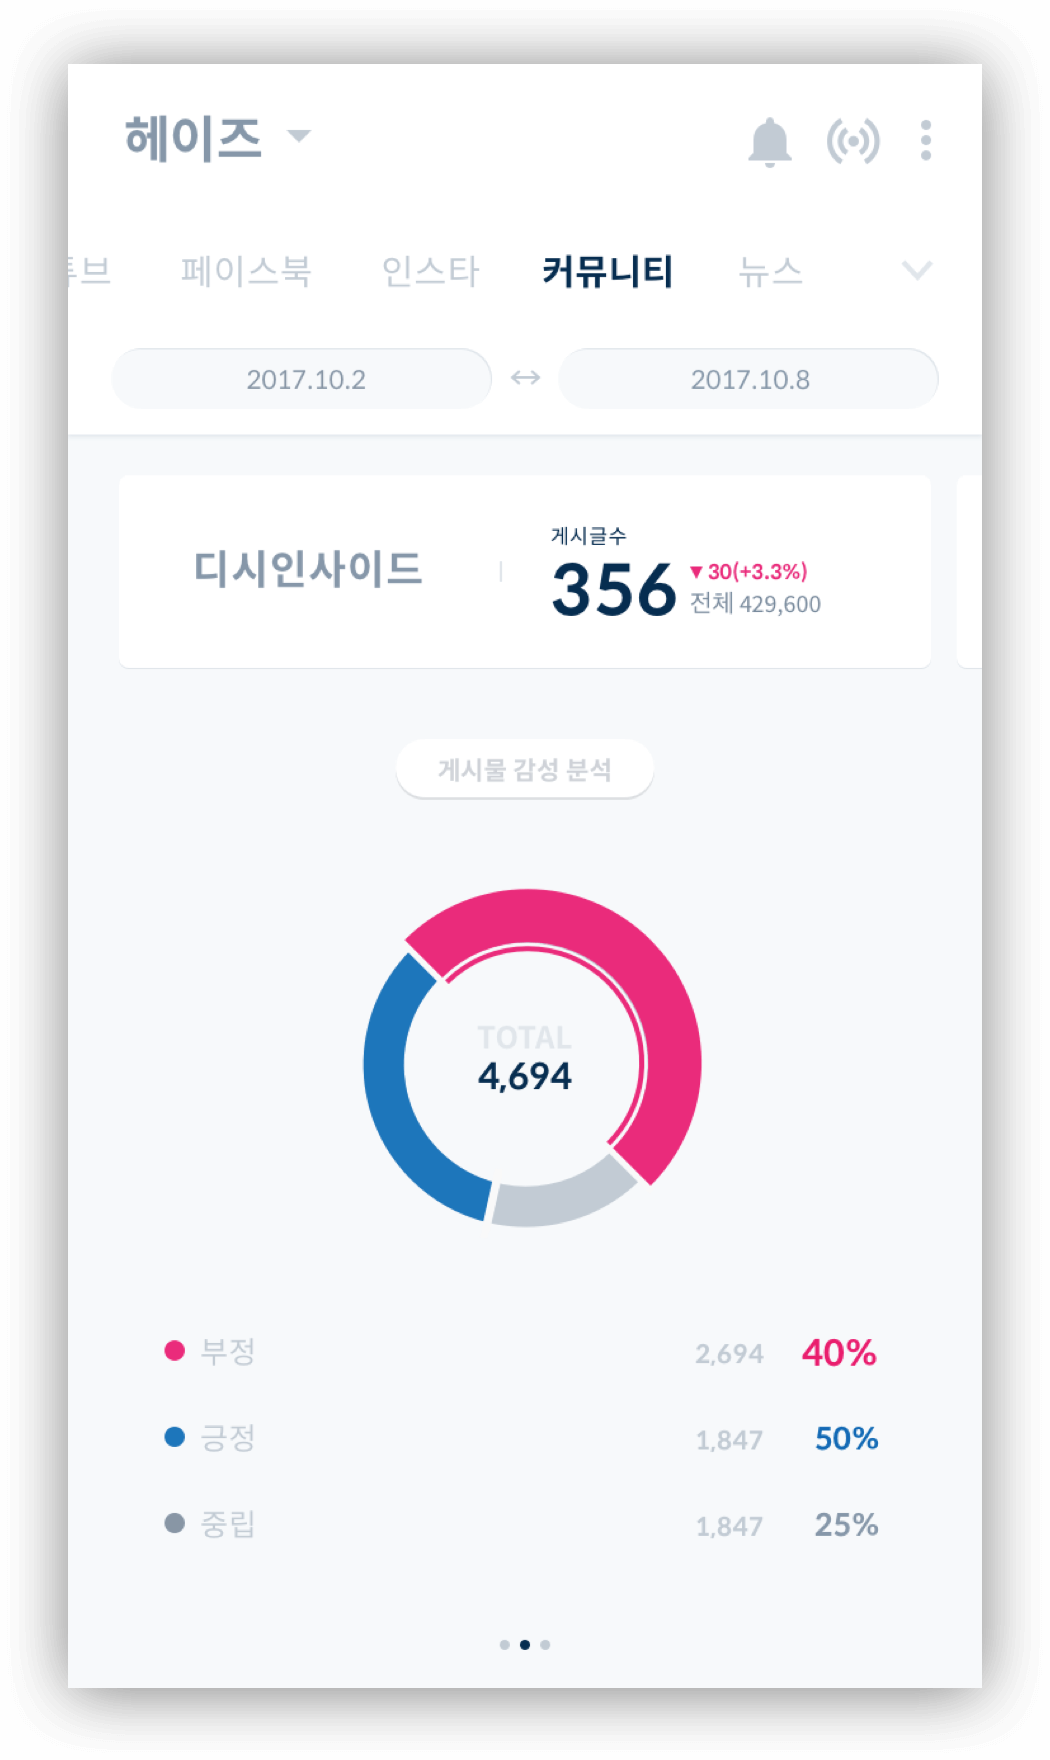 헤이즈
튜브 페이스북 인스타 커뮤니티 뉴스
2017.10.2 ↔ 2017.10.8
디시인사이드
게시글수
356 ▼30(+3.3%)
전체 429,600
게시물 감성 분석
TOTAL
4,694
부정 2,694 40%
긍정 1,847 50%
중립 1,847 25%